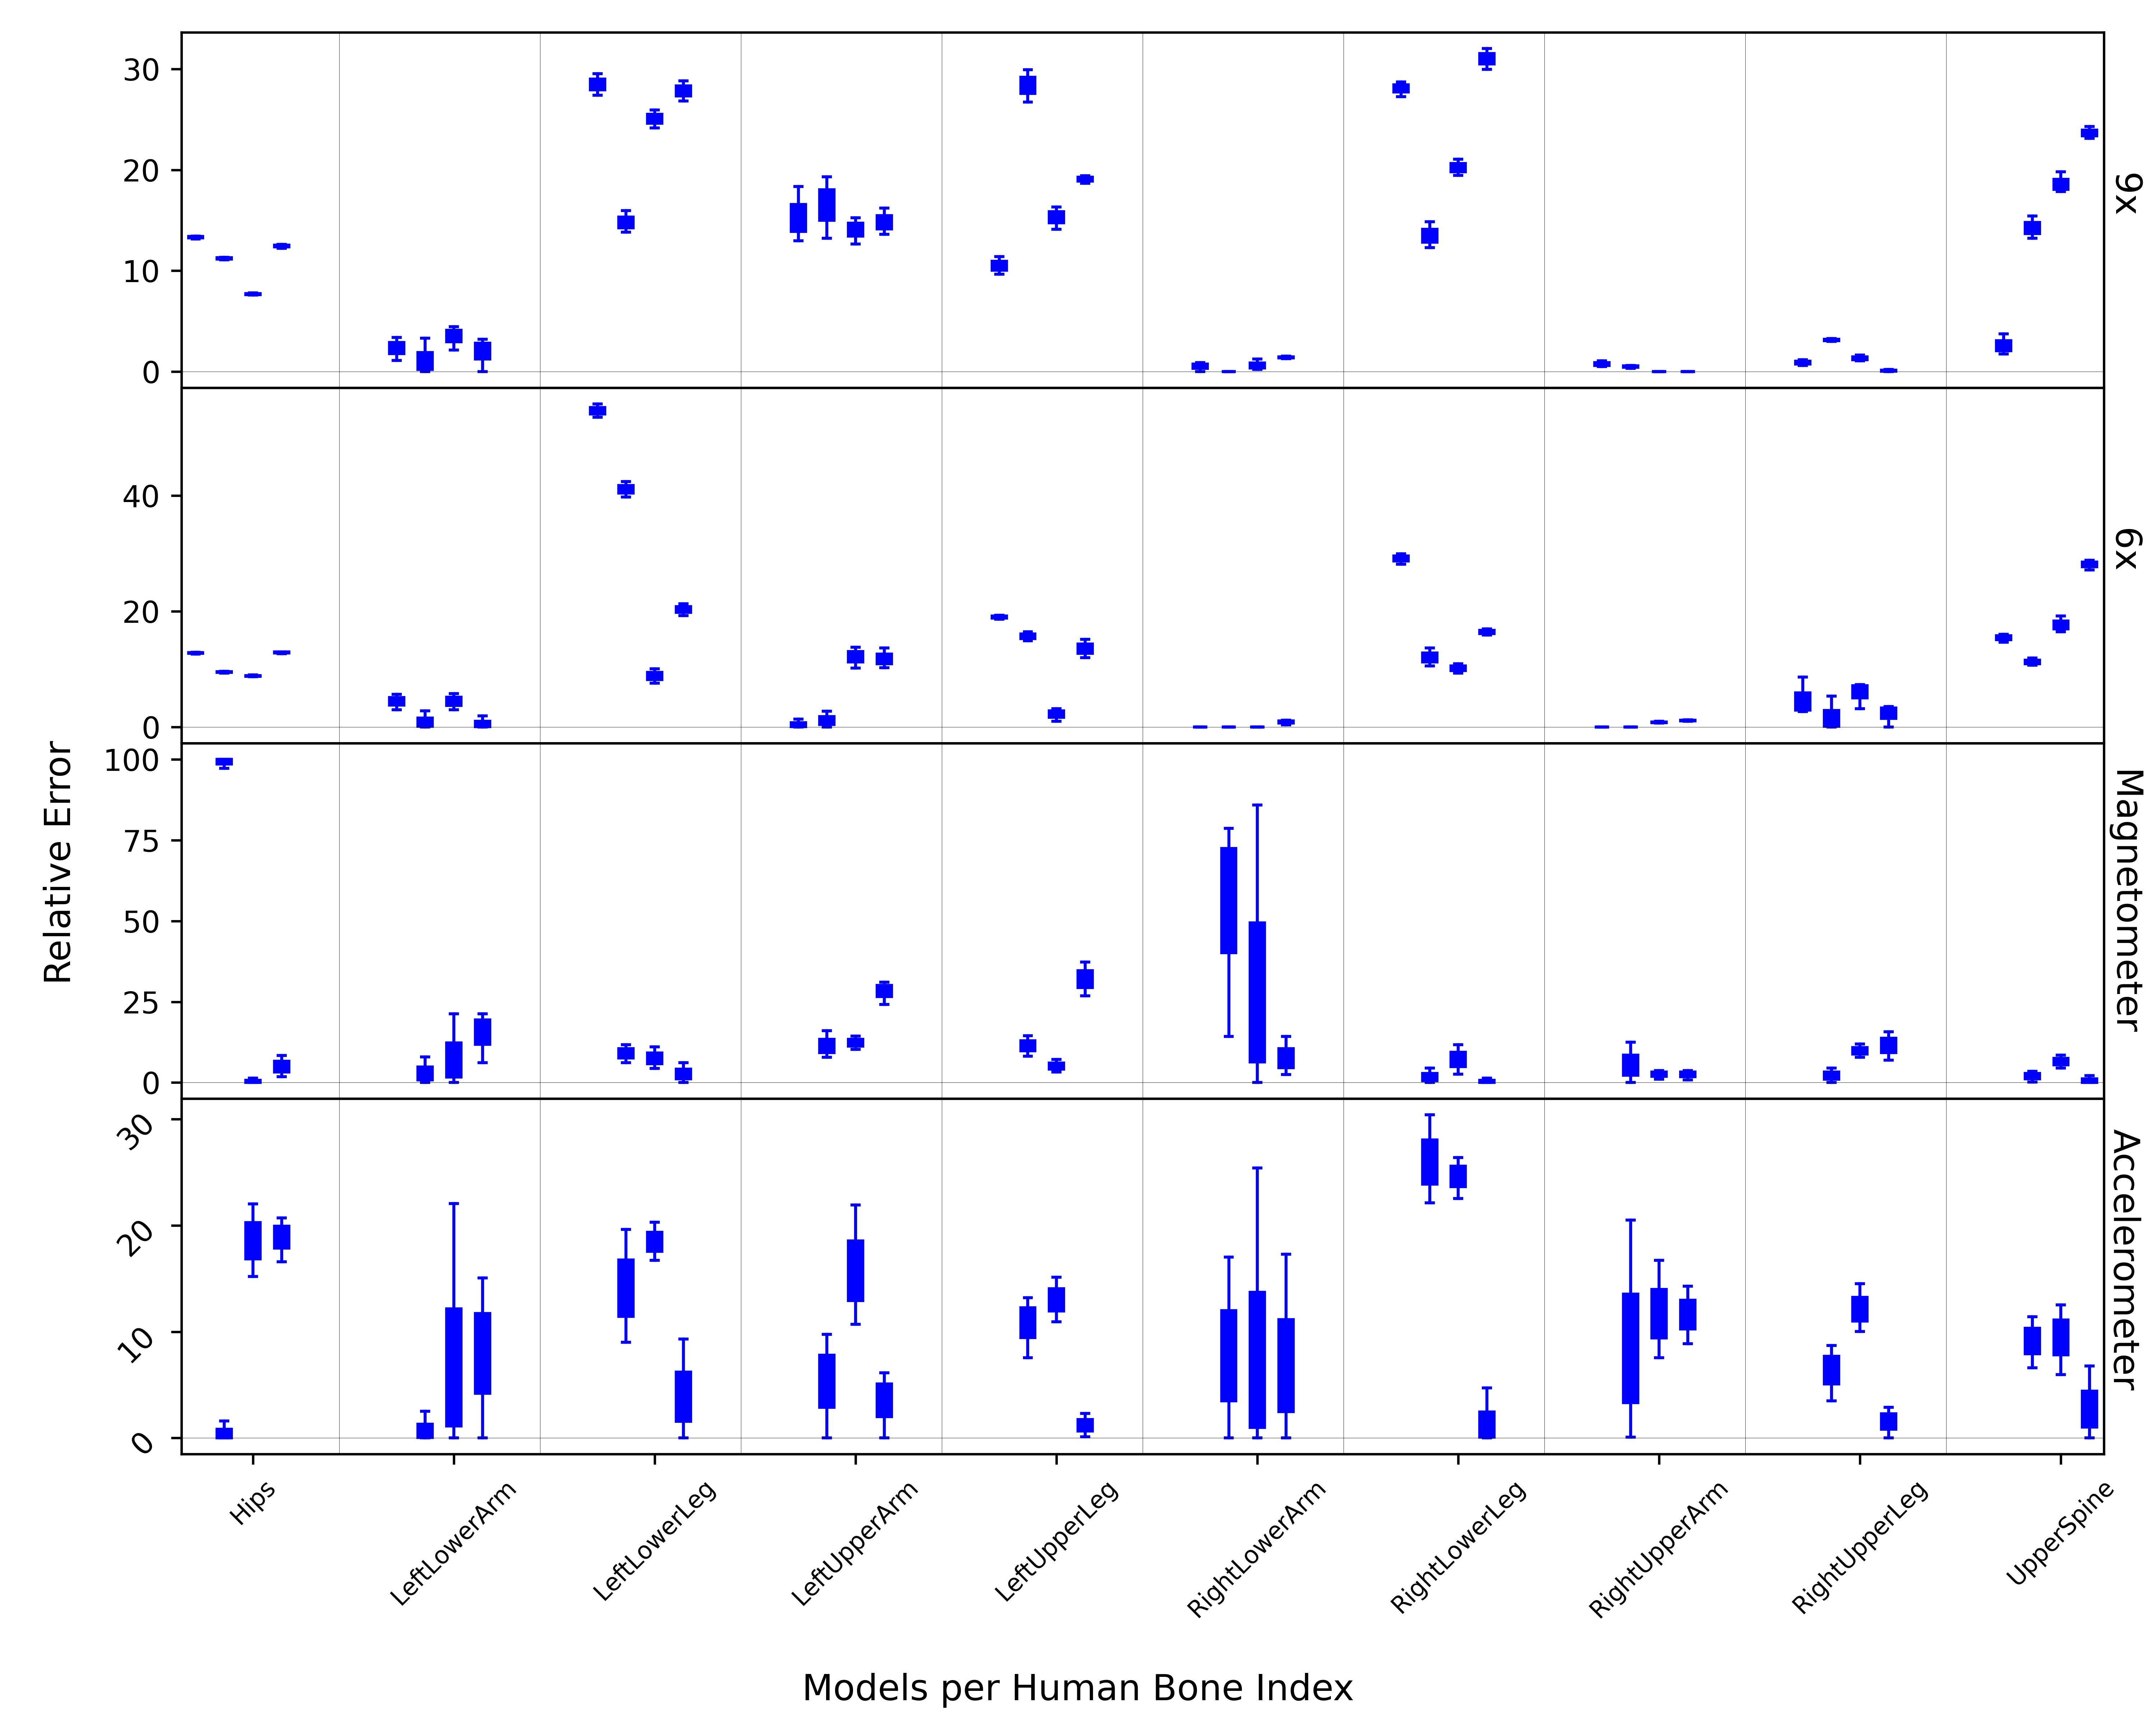 30
20
10
0
9x
40
20
0
6x
100
75
50
25
0
Magnetometer
30
20
10
0
Accelerometer
Relative Error
Hips
LeftLowerArm
LeftLowerLeg
LeftUpperArm
LeftUpperLeg
RightLowerArm
RightLowerLeg
RightUpperArm
RightUpperLeg
UpperSpine
Models per Human Bone Index